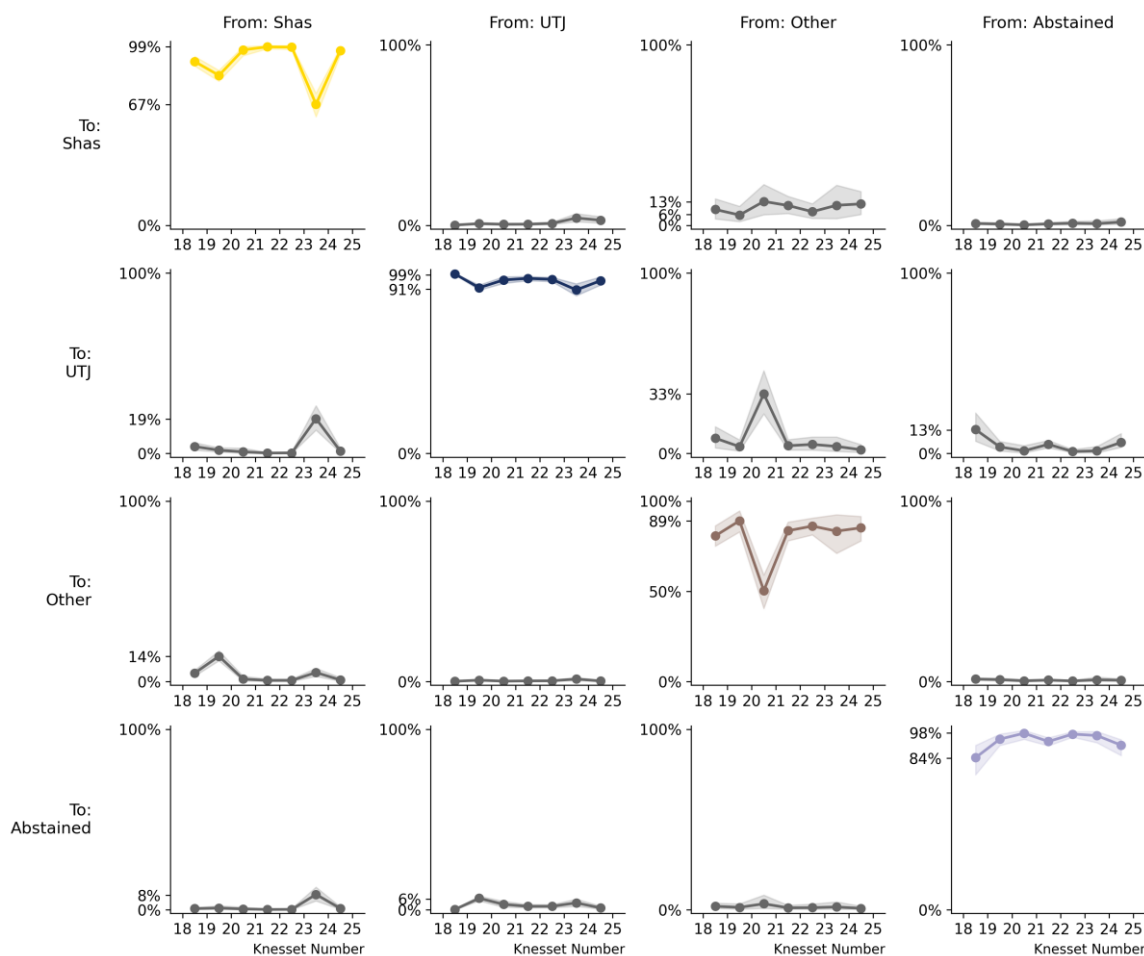 From: Shas From: UTJ From: Other From: Abstained
To:
Shas
99%
67%
0%
18 19 20 21 22 23 24 25
100%
0%
18 19 20 21 22 23 24 25
100%
13%
6%
0%
18 19 20 21 22 23 24 25
100%
0%
18 19 20 21 22 23 24 25
To:
UTJ
100%
19%
0%
18 19 20 21 22 23 24 25
99%
91%
0%
18 19 20 21 22 23 24 25
100%
33%
0%
18 19 20 21 22 23 24 25
100%
13%
0%
18 19 20 21 22 23 24 25
To:
Other
100%
14%
0%
18 19 20 21 22 23 24 25
100%
0%
18 19 20 21 22 23 24 25
100%
89%
50%
0%
18 19 20 21 22 23 24 25
100%
0%
18 19 20 21 22 23 24 25
To:
Abstained
100%
8%
0%
18 19 20 21 22 23 24 25
Knesset Number
100%
6%
0%
18 19 20 21 22 23 24 25
Knesset Number
100%
0%
18 19 20 21 22 23 24 25
Knesset Number
98%
84%
0%
18 19 20 21 22 23 24 25
Knesset Number